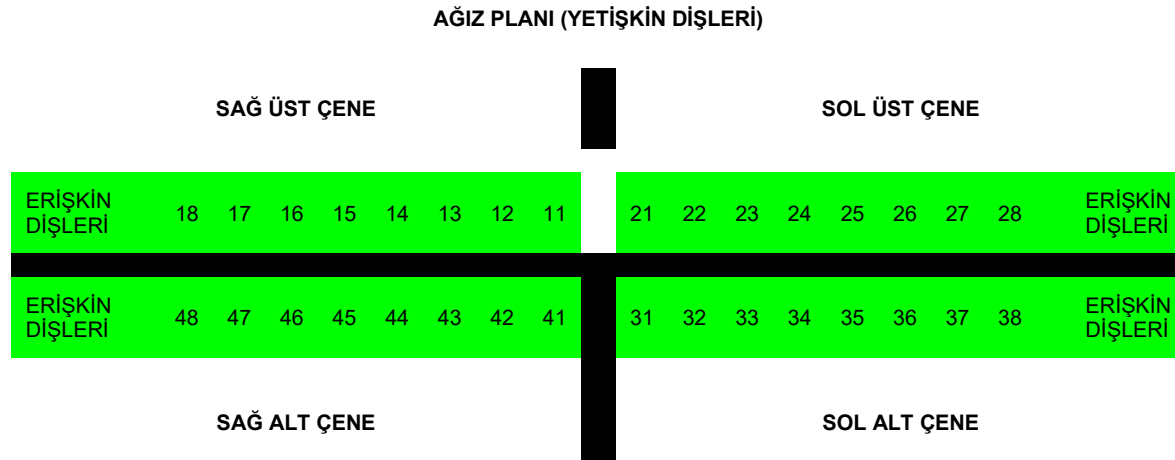 AĞIZ PLANI (YETİŞKİN DİŞLERİ)
SAĞ ÜST ÇENE SOL ÜST ÇENE
ERİŞKİN DİŞLERİ 18 17 16 15 14 13 12 11 21 22 23 24 25 26 27 28 ERİŞKİN DİŞLERİ
ERİŞKİN DİŞLERİ 48 47 46 45 44 43 42 41 31 32 33 34 35 36 37 38 ERİŞKİN DİŞLERİ
SAĞ ALT ÇENE SOL ALT ÇENE